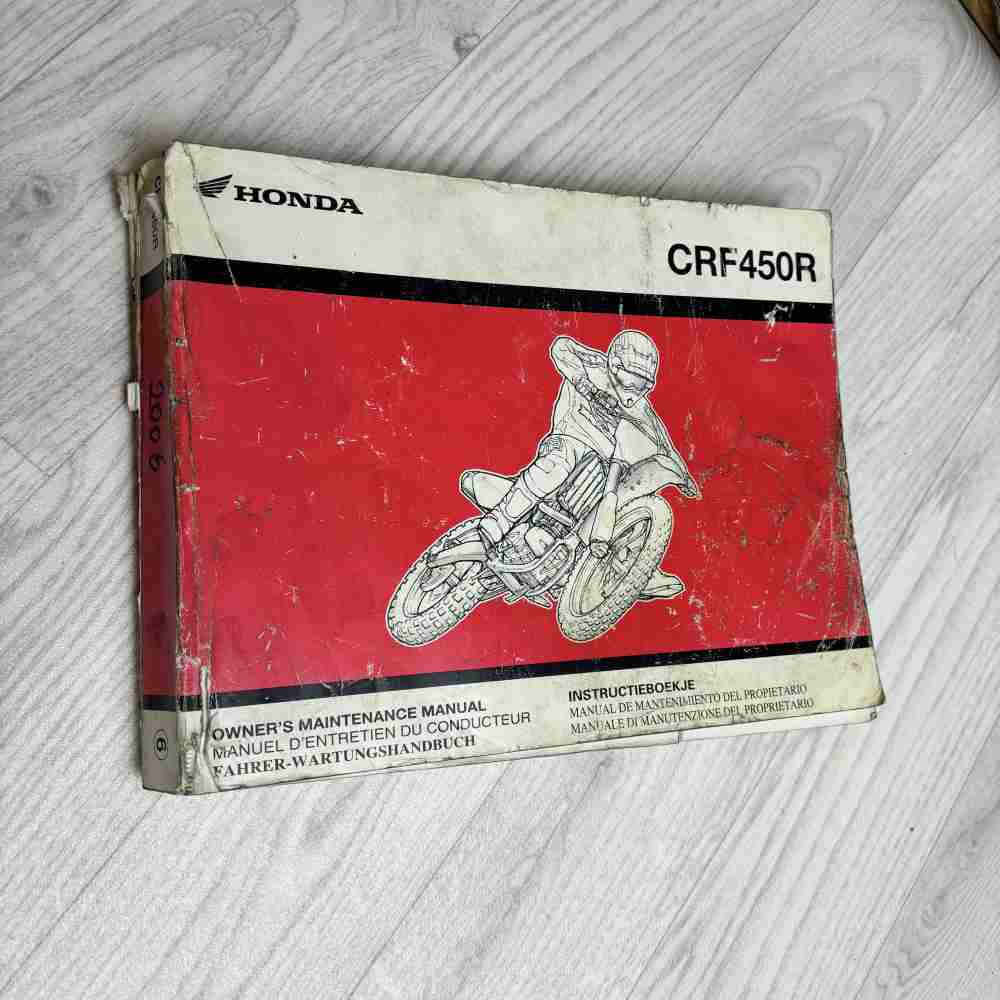 HONDA
CRF450R
OWNER'S MAINTENANCE MANUAL
MANUEL D'ENTRETIEN DU CONDUCTEUR
FAHRER-WARTUNGSHANDBUCH
INSTRUCTIEBOEKJE
MANUAL DE MANTENIMIENTO DEL PROPIETARIO
MANUALE DI MANUTENZIONE DEL PROPRIETARIO
2006
6